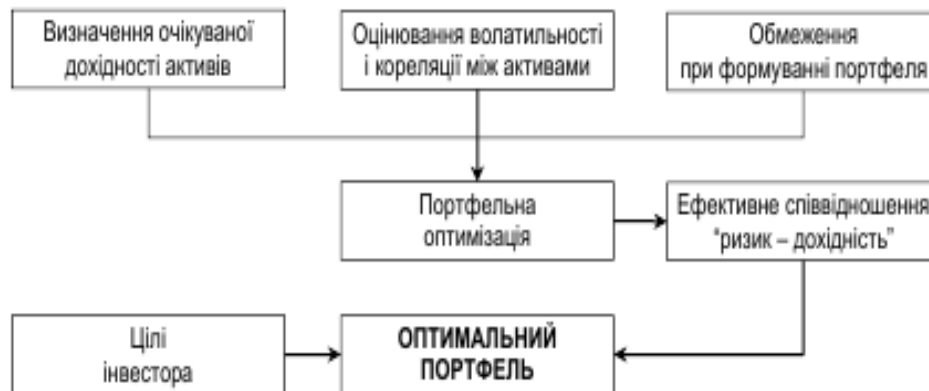 Визначення очікуваної
дохідності активів
Оцінювання волатильності
і кореляції між активами
Обмеження
при формуванні портфеля
Портфельна
оптимізація
Ефективне співвідношення
“ризик – дохідність”
Цілі
інвестора
ОПТИМАЛЬНИЙ
ПОРТФЕЛЬ